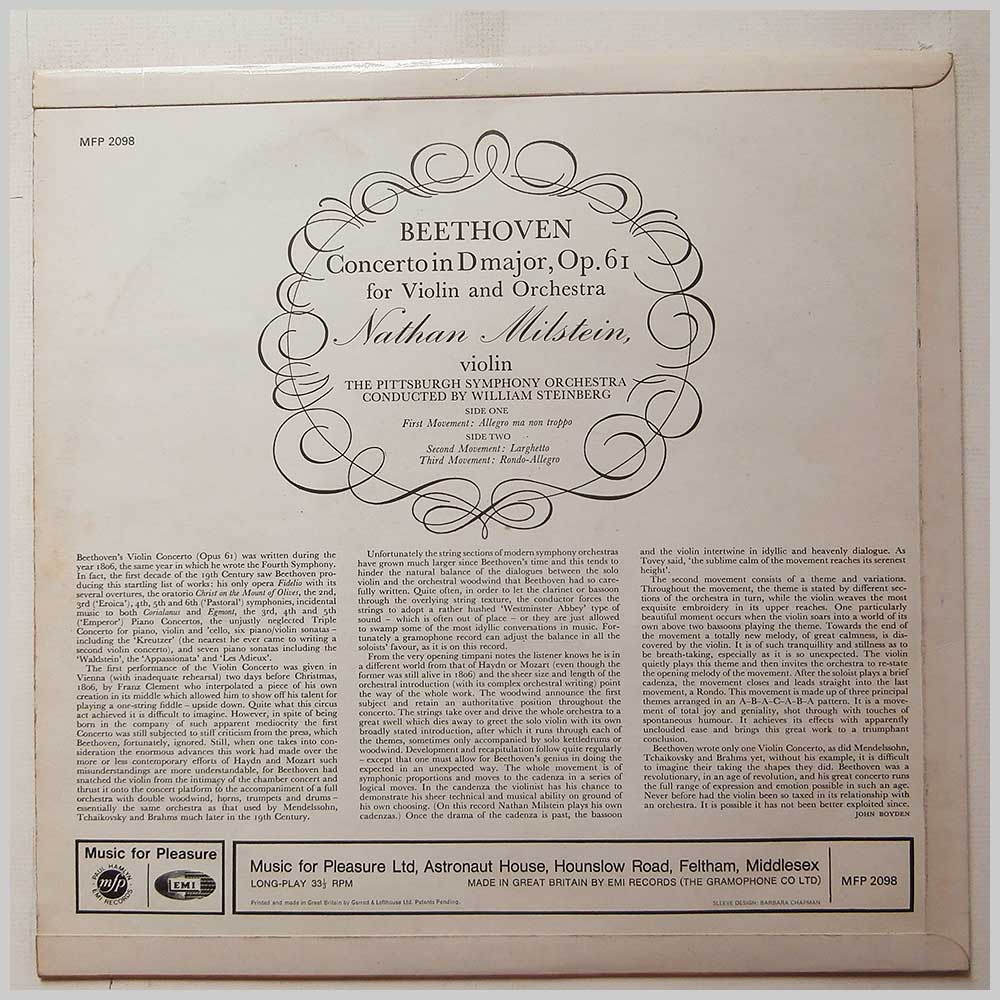 MFP 2098
BEETHOVEN
Concerto in D major, Op. 61
for Violin and Orchestra
Nathan Milstein,
violin
THE PITTSBURGH SYMPHONY ORCHESTRA
CONDUCTED BY WILLIAM STEINBERG
SIDE ONE
First Movement: Allegro ma non troppo
SIDE TWO
Second Movement: Larghetto
Third Movement: Rondo-Allegro
Beethoven's Violin Concerto (Opus 61) was written during the
year 1806, the same year in which he wrote the Fourth Symphony.
In fact, the first decade of the 19th Century saw Beethoven pro-
ducing this startling list of works: his only opera Fidelio with its
several overtures, the oratorio Christ on the Mount of Olives, the 2nd,
3rd ('Eroica'), 4th, 5th and 6th ('Pastoral') symphonies, incidental
music to both Coriolanus and Egmont, the 3rd, 4th and 5th
('Emperor') Piano Concertos, the unjustly neglected Triple
Concerto for piano, violin and 'cello, six piano/violin sonatas –
including the 'Kreutzer' (the nearest he ever came to writing a
second violin concerto), and seven piano sonatas including the
'Waldstein', the 'Appassionata' and 'Les Adieux'.
The first performance of the Violin Concerto was given in
Vienna (with inadequate rehearsal) two days before Christmas,
1806, by Franz Clement who interpolated a piece of his own
creation in its middle which allowed him to show off his talent for
playing a one-string fiddle – upside down. Quite what this circus
act achieved it is difficult to imagine. However, in spite of being
born in the company of such apparent mediocrity the first
Concerto was still subjected to stiff criticism from the press, which
Beethoven, fortunately, ignored. Still, when one takes into con-
sideration the enormous advances this work had made over the
more or less contemporary efforts of Haydn and Mozart such
misunderstandings are more understandable, for Beethoven had
snatched the violin from the intimacy of the chamber concert and
thrust it onto the concert platform to the accompaniment of a full
orchestra with double woodwind, horns, trumpets and drums –
essentially the same orchestra as that used by Mendelssohn,
Tchaikovsky and Brahms much later in the 19th Century.
Unfortunately the string sections of modern symphony orchestras
have grown much larger since Beethoven's time and this tends to
hinder the natural balance of the dialogues between the solo
violin and the orchestral woodwind that Beethoven had so care-
fully written. Quite often, in order to let the clarinet or bassoon
through the overlying string texture, the conductor forces the
strings to adopt a rather hushed 'Westminster Abbey' type of
sound – which is often out of place – or they are just allowed
to swamp some of the most idyllic conversations in music. For-
tunately a gramophone record can adjust the balance in all the
soloists' favour, as it is on this record.
From the very opening timpani notes the listener knows he is in
a different world from that of Haydn or Mozart (even though the
former was still alive in 1806) and the sheer size and length of the
orchestral introduction (with its complex orchestral writing) point
the way of the whole work. The woodwind announce the first
subject and retain an authoritative position throughout the
concerto. The strings take over and drive the whole orchestra to a
great swell which dies away to greet the solo violin with its own
broadly stated introduction, after which it runs through each of
the themes, accompanied sometimes only by solo kettledrums or
woodwind. Development and recapitulation follow quite regularly
– except that one must allow for Beethoven's genius in doing the
expected in an unexpected way. The whole movement is of
symphonic proportions and moves to the cadenza in a series of
logical moves. In the candenza the violinist has his chance to
demonstrate his sheer technical and musical ability on ground of
his own choosing. (On this record Nathan Milstein plays his own
cadenzas.) Once the drama of the cadenza is past, the bassoon
and the violin intertwine in idyllic and heavenly dialogue. As
Tovey said, 'the sublime calm of the movement reaches its serenest
height'.
The second movement consists of a theme and variations.
Throughout the movement, the theme is stated by different sec-
tions of the orchestra in turn, while the violin weaves the most
exquisite embroidery in its upper reaches. One particularly
beautiful moment occurs when the violin soars into a world of its
own above two bassoons playing the theme. Towards the end of
the movement a totally new melody, of great calmness, is dis-
covered by the violin. It is of such tranquillity and stillness as to
be breath-taking, especially as it is so unexpected. The violin
quietly plays this theme and then invites the orchestra to re-state
the opening melody of the movement. After the soloist plays a brief
cadenza, the movement closes and leads straight into the last
movement, a Rondo. This movement is made up of three principal
themes arranged in an A–B–A–C–A–B–A pattern. It is a move-
ment of total joy and geniality, shot through with touches of
spontaneous humour. It achieves its effects with apparently
unclouded ease and brings this great work to a triumphant
conclusion.
Beethoven wrote only one Violin Concerto, as did Mendelssohn,
Tchaikovsky and Brahms yet, without his example, it is difficult
to imagine their taking the shapes they did. Beethoven was a
revolutionary, in an age of revolution, and his great concerto runs
the full range of expression and emotion possible in such an age.
Never before had the violin been so taxed in its relationship with
an orchestra. It is possible it has not been better exploited since.
JOHN BOYDEN
Music for Pleasure
PAUL HAMLYN
mfp
EMI RECORDS
EMI
Music for Pleasure Ltd, Astronaut House, Hounslow Road, Feltham, Middlesex
LONG-PLAY 33⅓ RPM
MADE IN GREAT BRITAIN BY EMI RECORDS (THE GRAMOPHONE CO LTD)
MFP 2098
Printed and made in Great Britain by Garrod & Lofthouse Ltd. Patents Pending.
SLEEVE DESIGN: BARBARA CHAPMAN